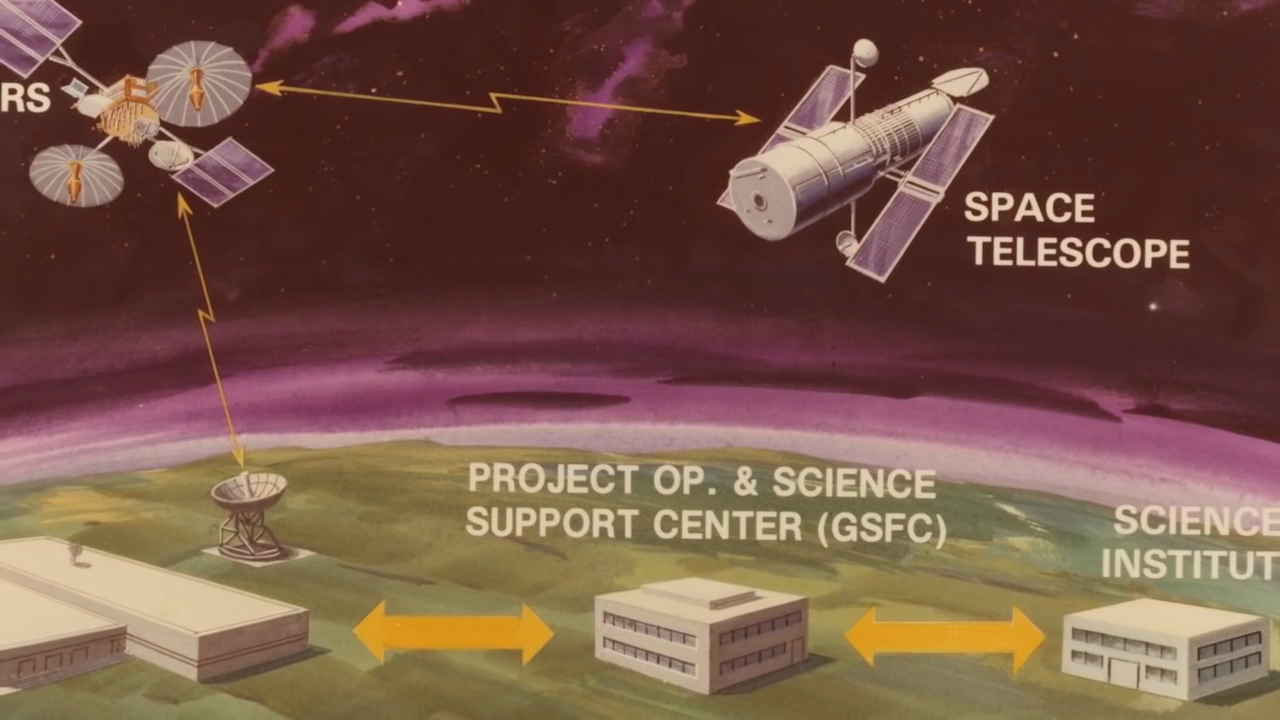 RS
SPACE
TELESCOPE
PROJECT OP. & SCIENCE
SUPPORT CENTER (GSFC)
SCIENCE
INSTITUT